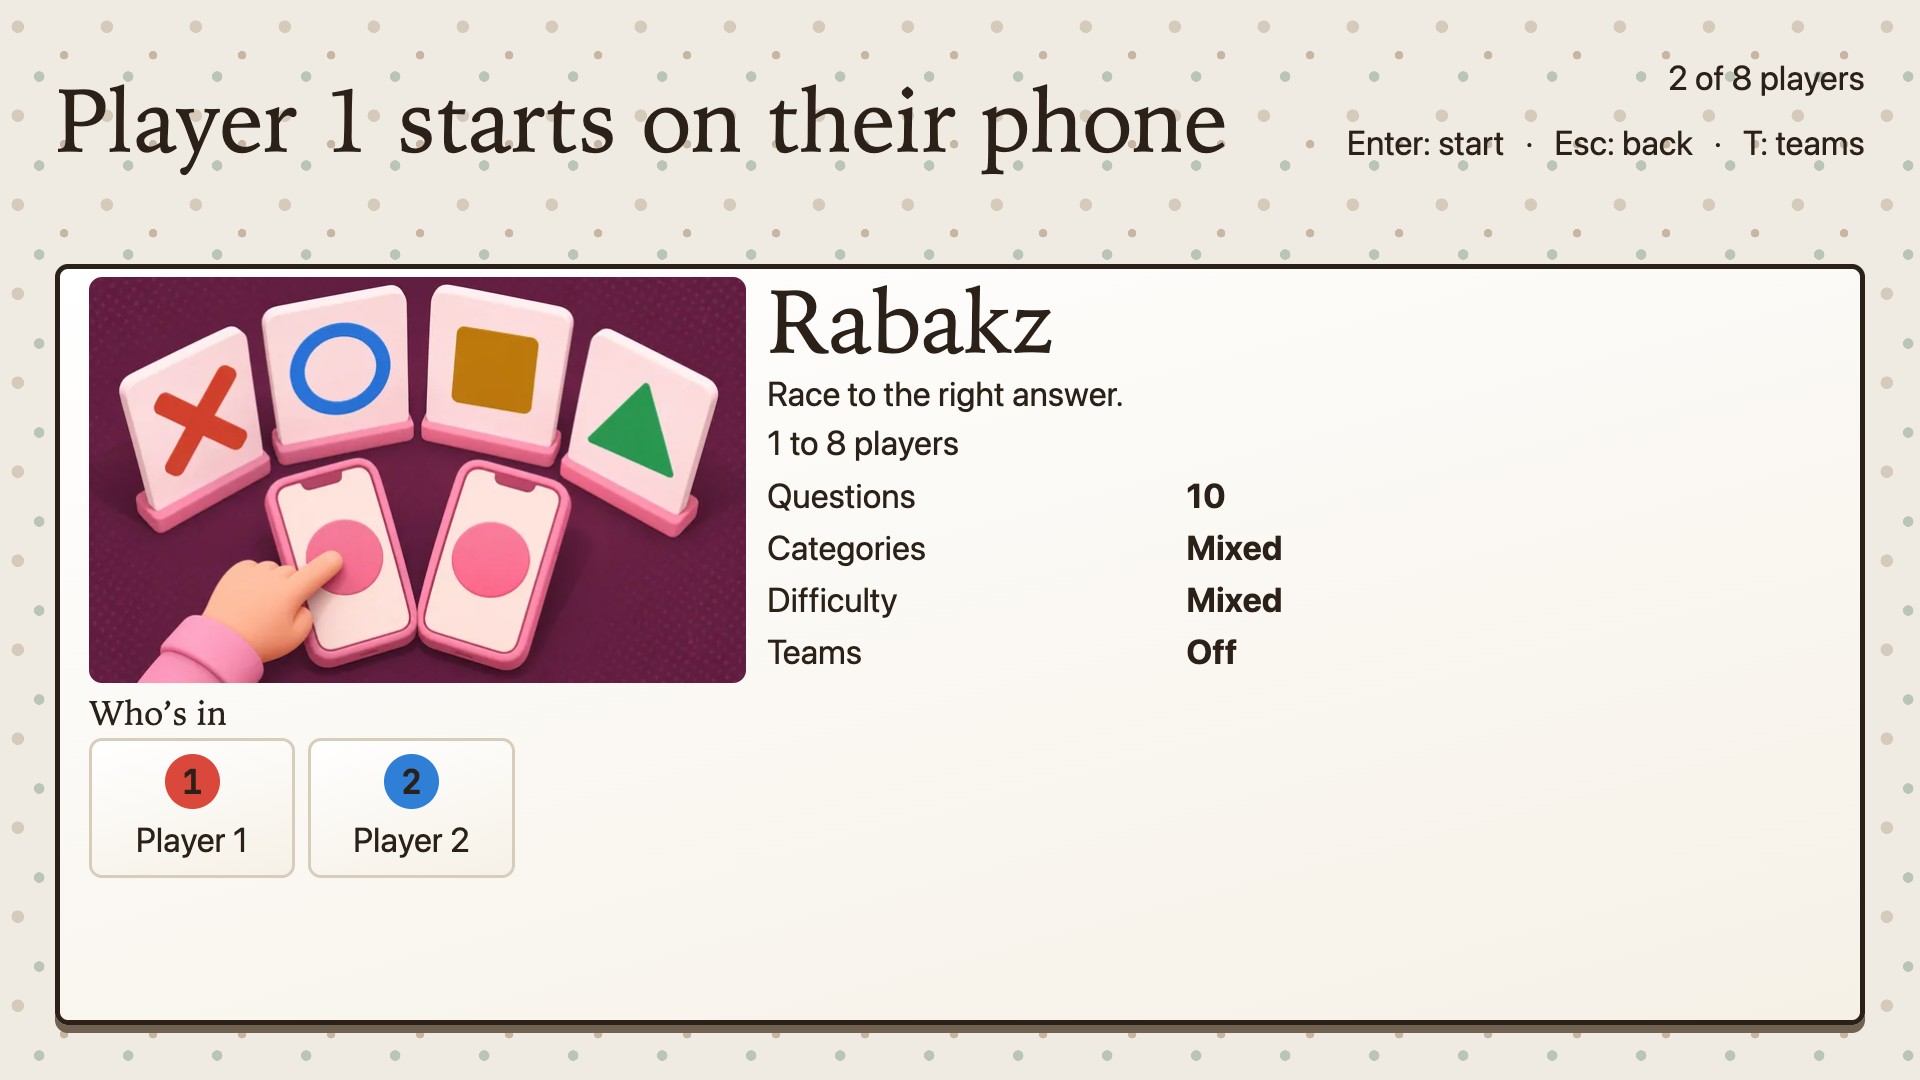 Player 1 starts on their phone
2 of 8 players
Enter: start · Esc: back · T: teams
Rabakz
Race to the right answer.
1 to 8 players
Questions 10
Categories Mixed
Difficulty Mixed
Teams Off
Who’s in
1
Player 1
2
Player 2